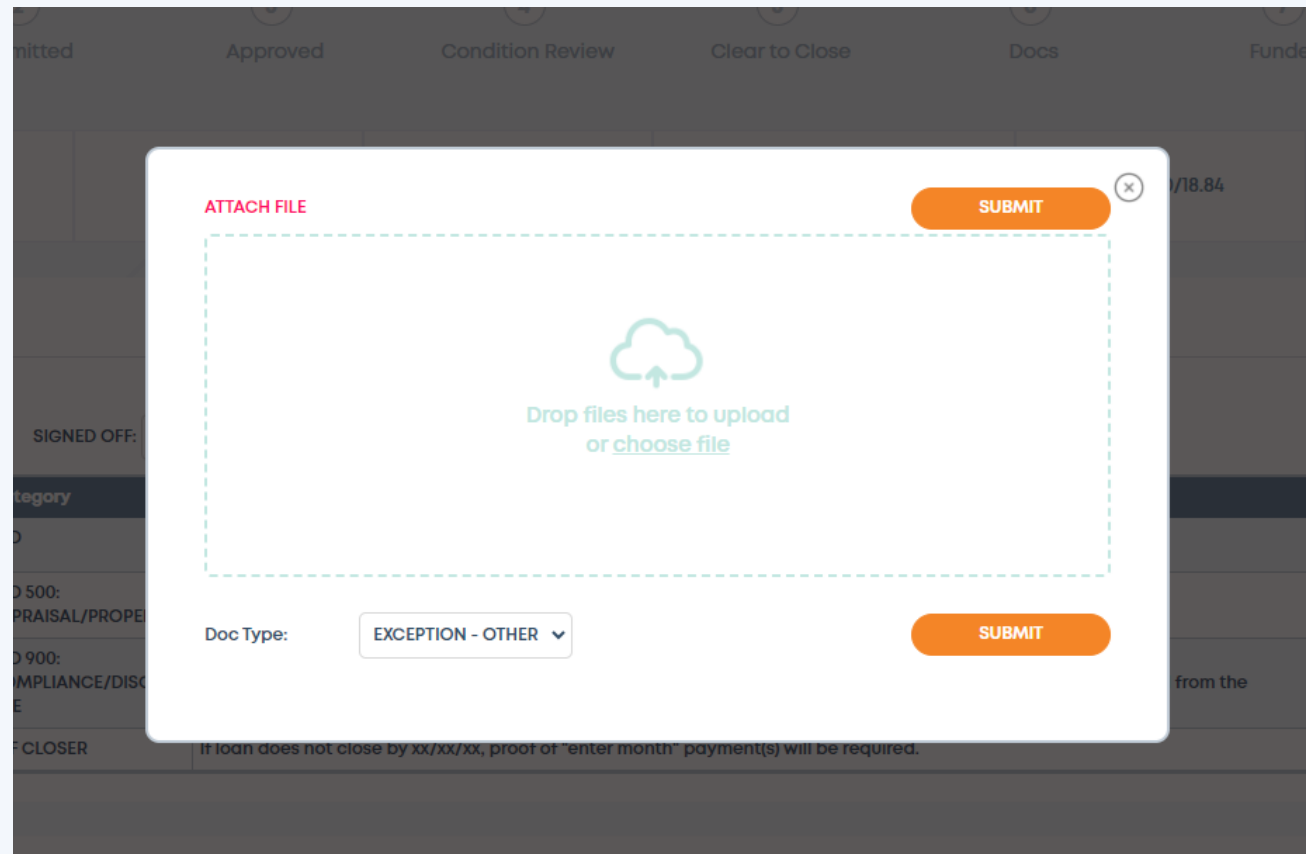 mitted
Approved
Condition Review
Clear to Close
Docs
Funde
/18.84
ATTACH FILE
SUBMIT
Drop files here to upload
or choose file
SIGNED OFF:
tegory
D 500:
PRAISAL/PROPE
Doc Type:
EXCEPTION - OTHER
SUBMIT
D 900:
MPLIANCE/DISC
E
from the
CLOSER
If loan does not close by xx/xx/xx, proof of "enter month" payment(s) will be required.